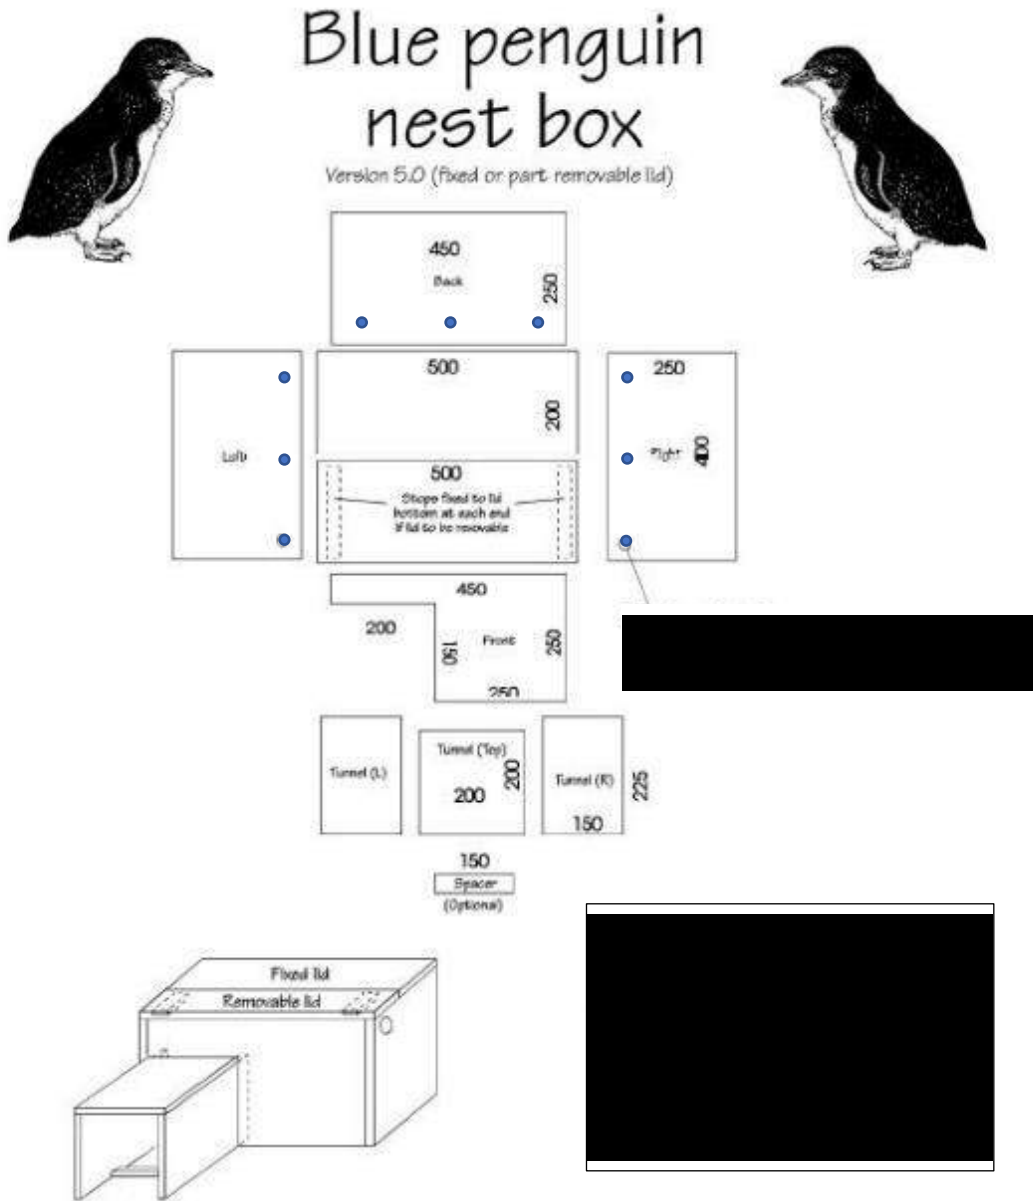 Blue penguin
nest box
Version 5.0 (fixed or part removable lid)
450
Back
250
500
200
250
Left
Right
400
500
Stops fixed to lid
bottom at each end
if lid to be removable
450
200
150
Front
250
250
Tunnel (L)
Tunnel (Top)
200
200
Tunnel (R)
225
150
150
Spacer
(Optional)
Fixed lid
Removable lid